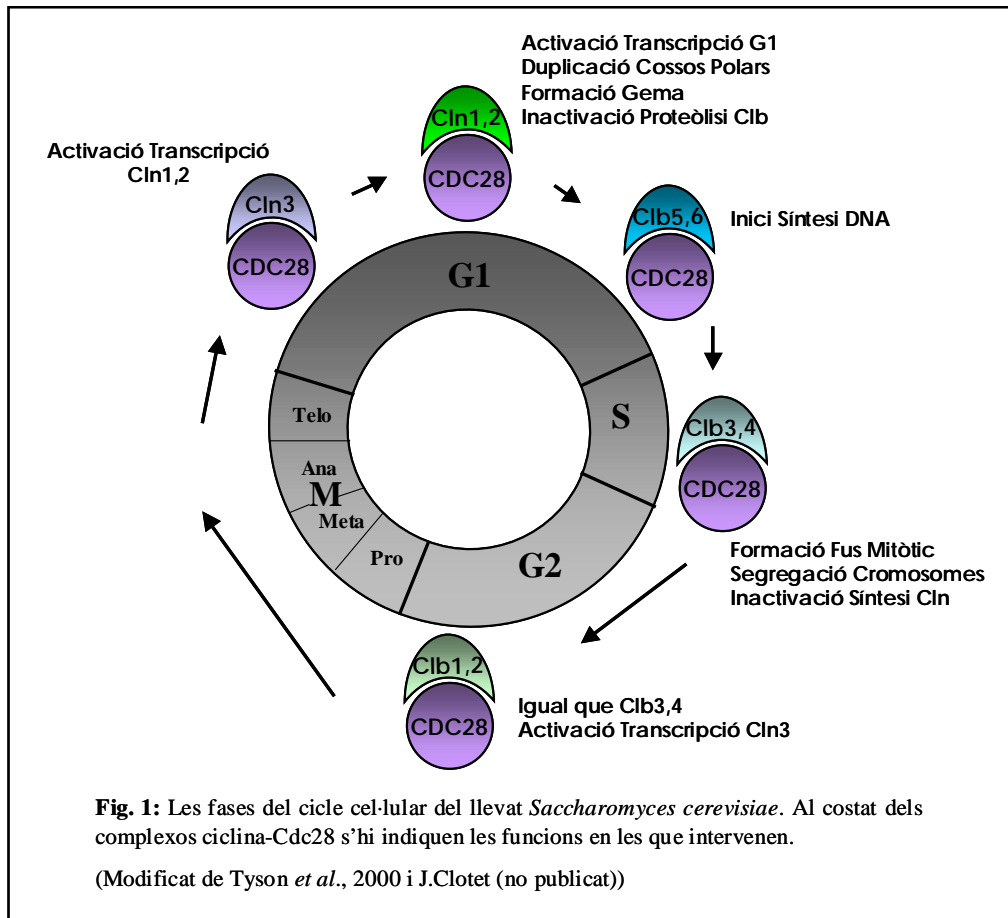 Activació Transcripció G1
Duplicació Cossos Polars
Formació Gema
Inactivació Proteòlisi Clb
Cln1,2
CDC28
Activació Transcripció
Cln1,2
Cln3
CDC28
Clb5,6
CDC28
Inici Síntesi DNA
G1
S
G2
M
Telo
Ana
Meta
Pro
Clb3,4
CDC28
Formació Fus Mitòtic
Segregació Cromosomes
Inactivació Síntesi Cln
Clb1,2
CDC28
Igual que Clb3,4
Activació Transcripció Cln3
Fig. 1: Les fases del cicle cel·lular del llevat Saccharomyces cerevisiae. Al costat dels
complexos ciclina-Cdc28 s'hi indiquen les funcions en les que intervenen.
(Modificat de Tyson et al., 2000 i J.Clotet (no publicat))